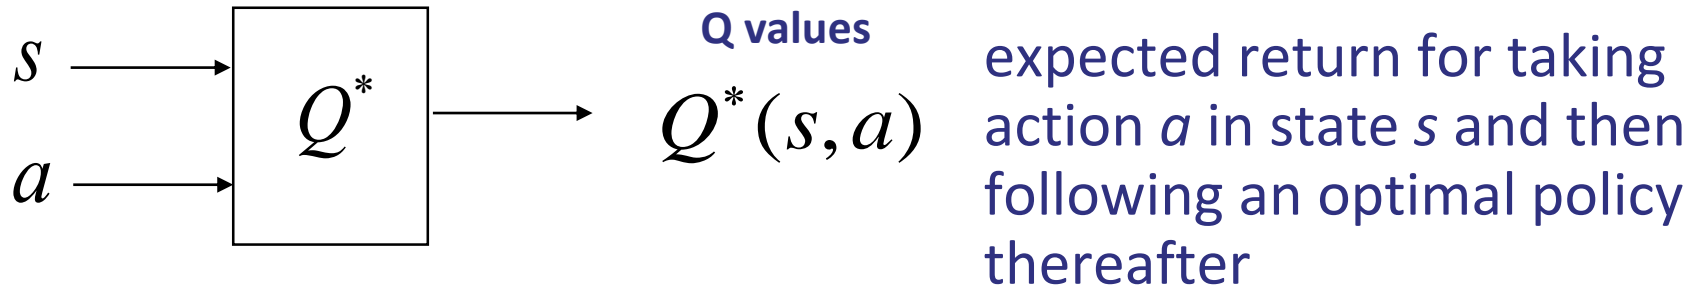 s
a
Q*
Q values
Q*(s,a)
expected return for taking
action a in state s and then
following an optimal policy
thereafter